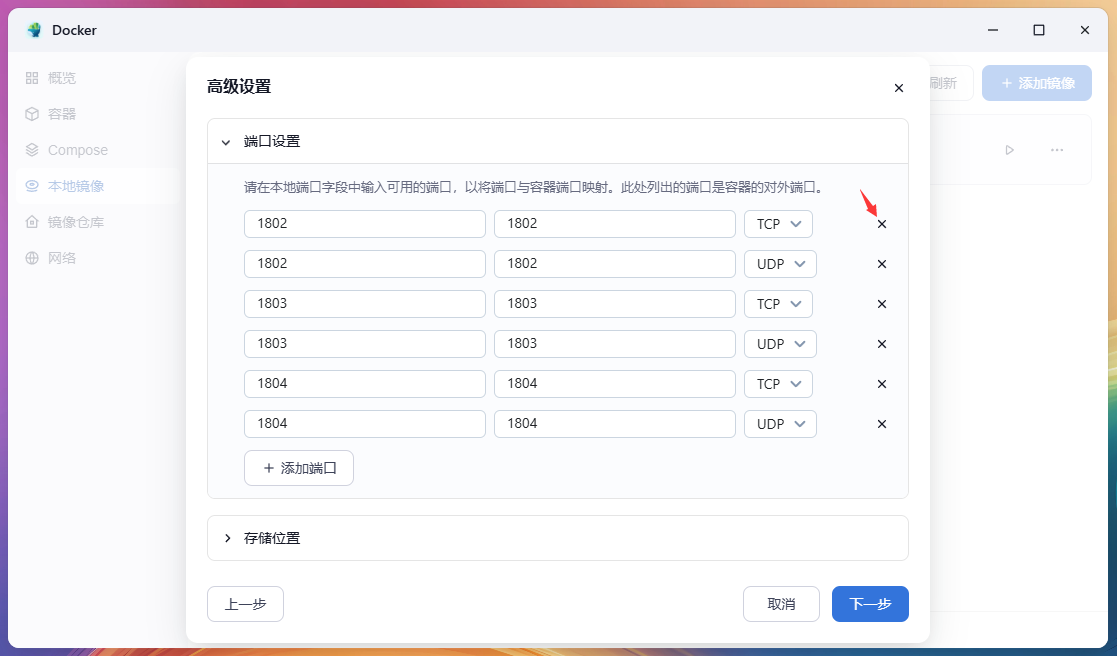 Docker
概览
容器
Compose
本地镜像
镜像仓库
网络
刷新
添加镜像
高级设置
端口设置
请在本地端口字段中输入可用的端口，以将端口与容器端口映射。此处列出的端口是容器的对外端口。
1802 1802 TCP
1802 1802 UDP
1803 1803 TCP
1803 1803 UDP
1804 1804 TCP
1804 1804 UDP
添加端口
存储位置
上一步 取消 下一步